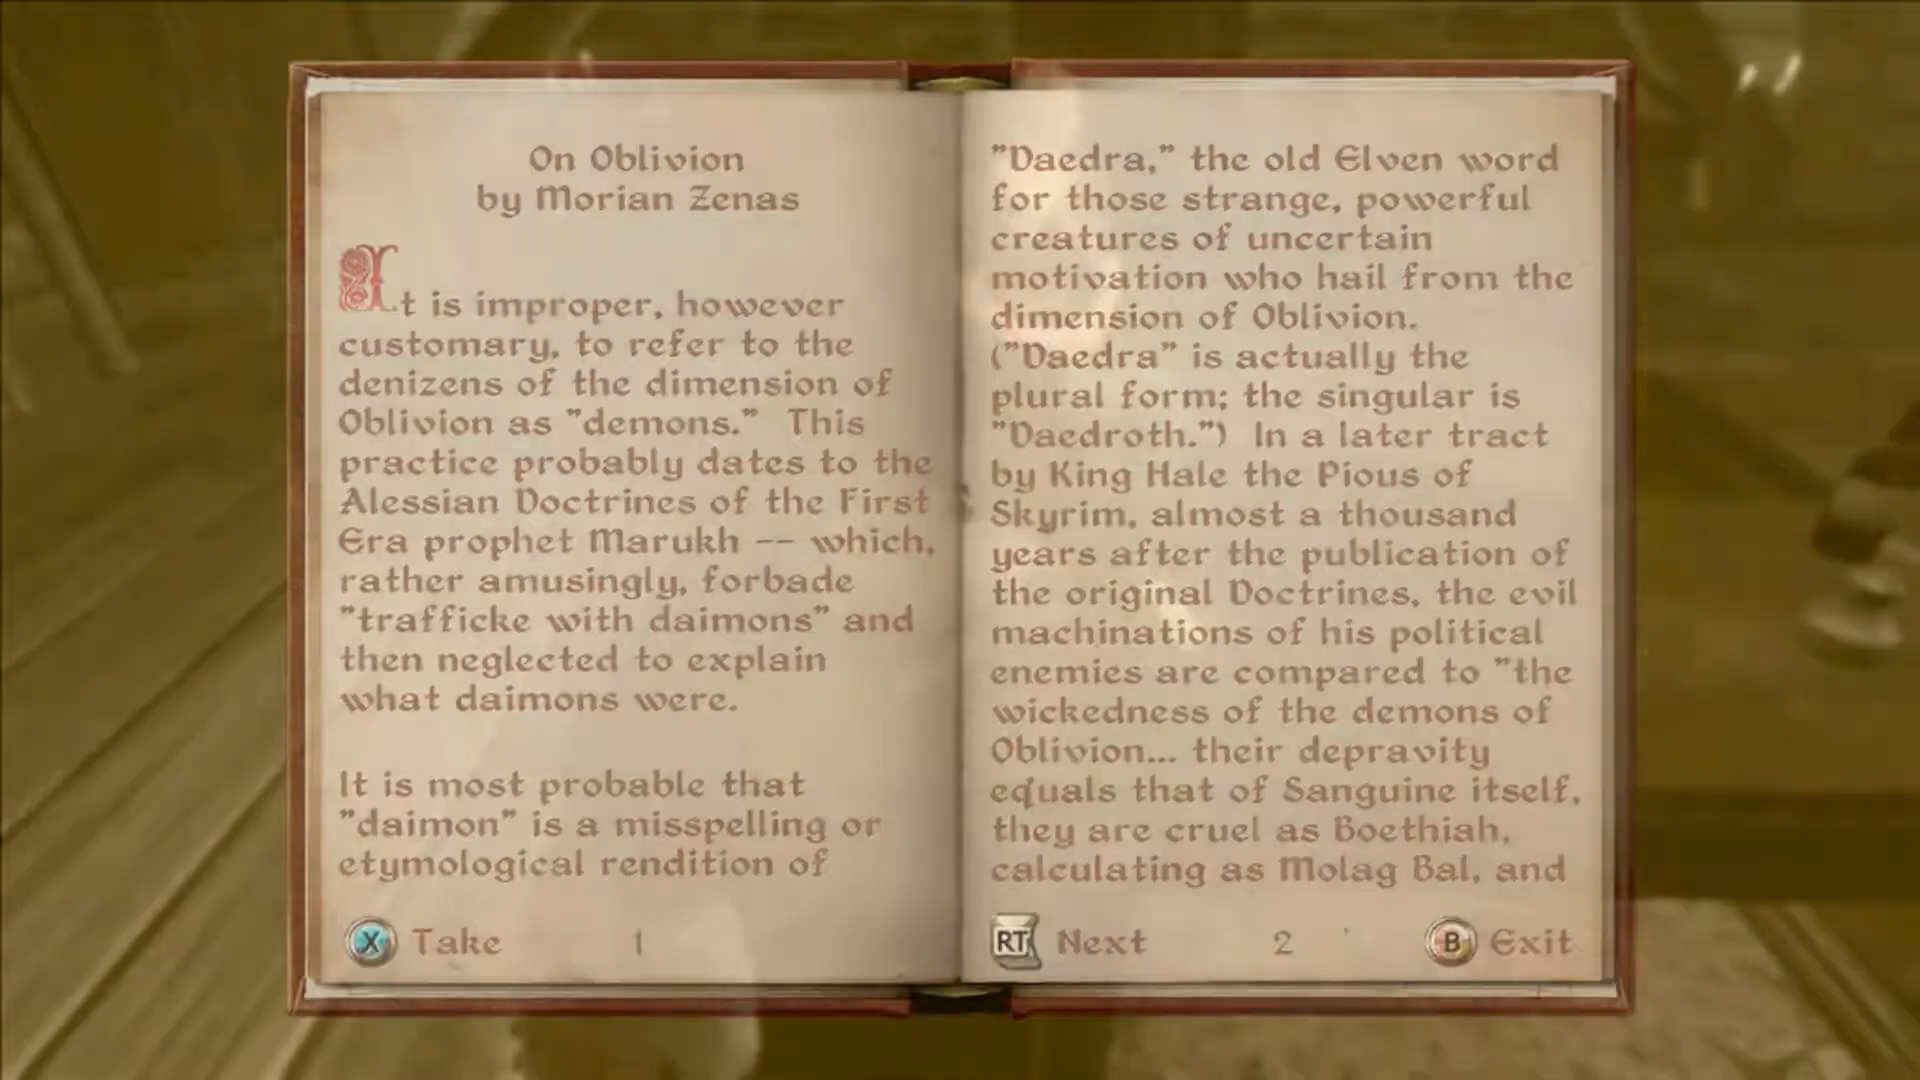 On Oblivion
by Morian Zenas
It is improper, however
customary, to refer to the
denizens of the dimension of
Oblivion as "demons."  This
practice probably dates to the
Alessian Doctrines of the First
Era prophet Marukh -- which,
rather amusingly, forbade
"trafficke with daimons" and
then neglected to explain
what daimons were.
It is most probable that
"daimon" is a misspelling or
etymological rendition of
X Take
1
"Daedra," the old Elven word
for those strange, powerful
creatures of uncertain
motivation who hail from the
dimension of Oblivion.
("Daedra" is actually the
plural form; the singular is
"Daedroth.")  In a later tract
by King Hale the Pious of
Skyrim, almost a thousand
years after the publication of
the original Doctrines, the evil
machinations of his political
enemies are compared to "the
wickedness of the demons of
Oblivion... their depravity
equals that of Sanguine itself,
they are cruel as Boethiah,
calculating as Molag Bal, and
RT Next
2
B Exit